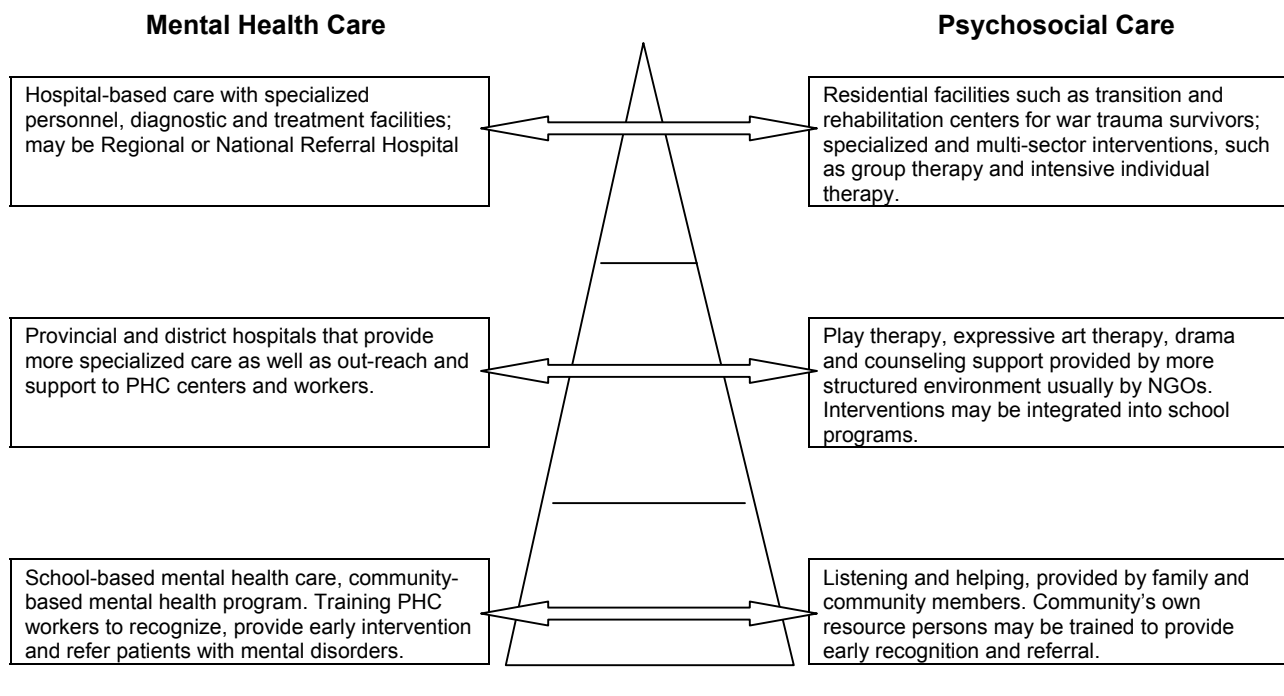 Mental Health Care
Psychosocial Care
Hospital-based care with specialized
personnel, diagnostic and treatment facilities;
may be Regional or National Referral Hospital
Residential facilities such as transition and
rehabilitation centers for war trauma survivors;
specialized and multi-sector interventions, such
as group therapy and intensive individual
therapy.
Provincial and district hospitals that provide
more specialized care as well as out-reach and
support to PHC centers and workers.
Play therapy, expressive art therapy, drama
and counseling support provided by more
structured environment usually by NGOs.
Interventions may be integrated into school
programs.
School-based mental health care, community-
based mental health program. Training PHC
workers to recognize, provide early intervention
and refer patients with mental disorders.
Listening and helping, provided by family and
community members. Community’s own
resource persons may be trained to provide
early recognition and referral.